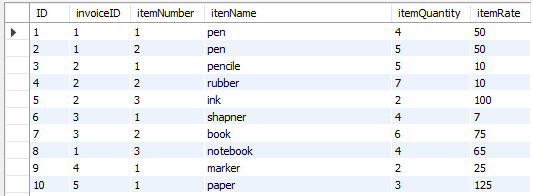 ID invoiceID itemNumber itenName itemQuantity itemRate
1 1 1 pen 4 50
2 1 2 pen 5 50
3 2 1 pencile 5 10
4 2 2 rubber 7 10
5 2 3 ink 2 100
6 3 1 shapner 4 7
7 3 2 book 6 75
8 1 3 notebook 4 65
9 4 1 marker 2 25
10 5 1 paper 3 125